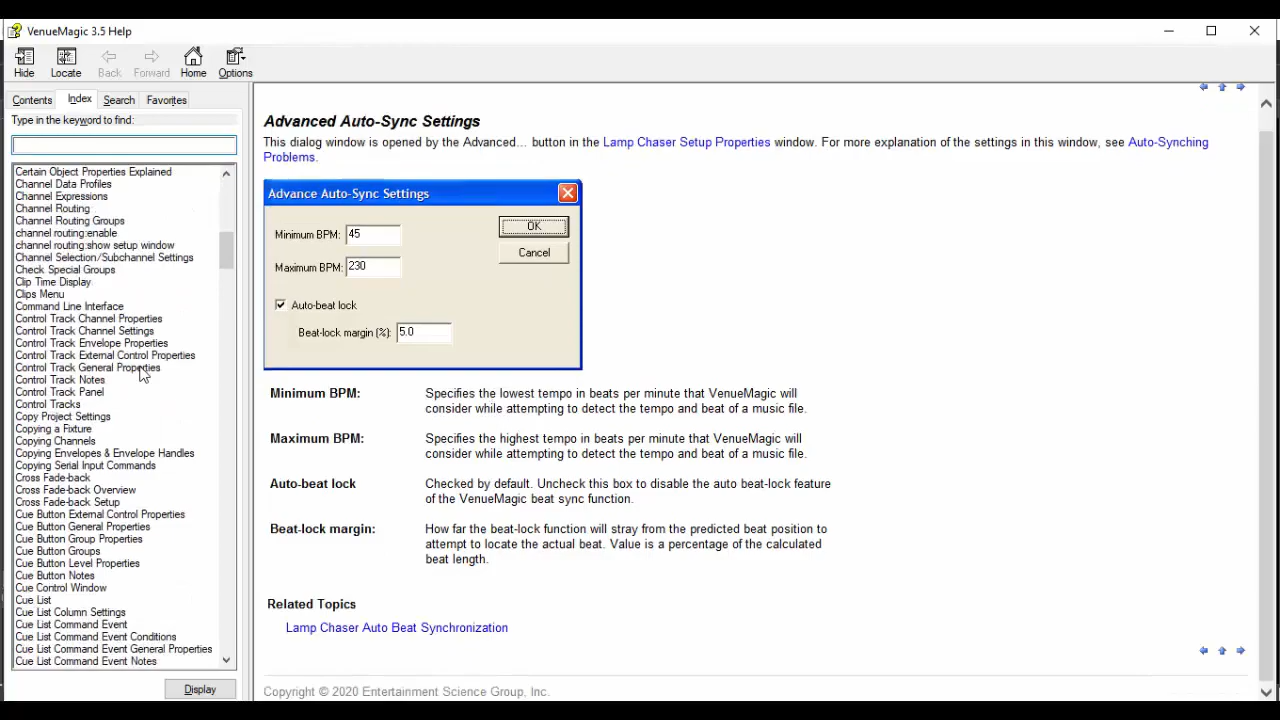 VenueMagic 3.5 Help
Hide Locate Back Forward Home Options
Contents Index Search Favorites
Type in the keyword to find:
Certain Object Properties Explained
Channel Data Profiles
Channel Expressions
Channel Routing
Channel Routing Groups
channel routing:enable
channel routing:show setup window
Channel Selection/Subchannel Settings
Check Special Groups
Clip Time Display
Clips Menu
Command Line Interface
Control Track Channel Properties
Control Track Channel Settings
Control Track Envelope Properties
Control Track External Control Properties
Control Track General Properties
Control Track Notes
Control Track Panel
Control Tracks
Copy Project Settings
Copying a Fixture
Copying Channels
Copying Envelopes & Envelope Handles
Copying Serial Input Commands
Cross Fade-back
Cross Fade-back Overview
Cross Fade-back Setup
Cue Button External Control Properties
Cue Button General Properties
Cue Button Group Properties
Cue Button Groups
Cue Button Level Properties
Cue Button Notes
Cue Control Window
Cue List
Cue List Column Settings
Cue List Command Event
Cue List Command Event Conditions
Cue List Command Event General Properties
Cue List Command Event Notes
Display
Advanced Auto-Sync Settings
This dialog window is opened by the Advanced... button in the Lamp Chaser Setup Properties window. For more explanation of the settings in this window, see Auto-Synching
Problems.
Advance Auto-Sync Settings
Minimum BPM: 45
OK
Maximum BPM: 230
Cancel
Auto-beat lock
Beat-lock margin (%): 5.0
Minimum BPM: Specifies the lowest tempo in beats per minute that VenueMagic will
consider while attempting to detect the tempo and beat of a music file.
Maximum BPM: Specifies the highest tempo in beats per minute that VenueMagic will
consider while attempting to detect the tempo and beat of a music file.
Auto-beat lock Checked by default. Uncheck this box to disable the auto beat-lock feature
of the VenueMagic beat sync function.
Beat-lock margin: How far the beat-lock function will stray from the predicted beat position to
attempt to locate the actual beat. Value is a percentage of the calculated
beat length.
Related Topics
Lamp Chaser Auto Beat Synchronization
Copyright © 2020 Entertainment Science Group, Inc.